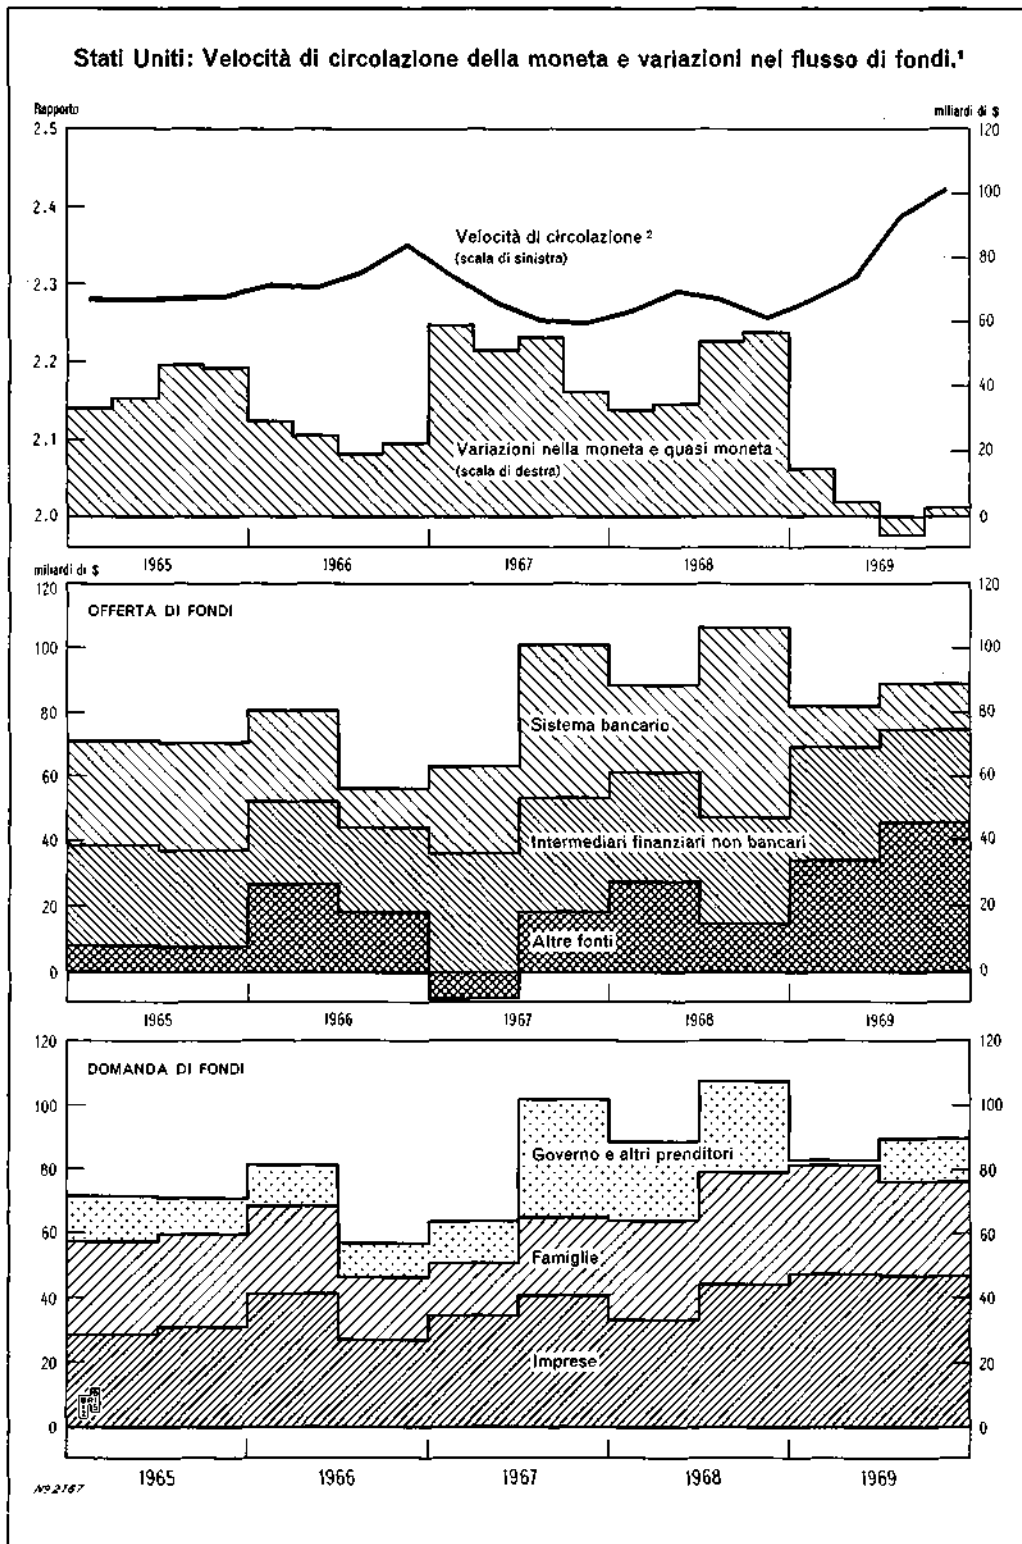 Stati Uniti: Velocità di circolazione della moneta e variazioni nel flusso di fondi.¹
Rapporto
miliardi di $
2.5
120
2.4
100
Velocità di circolazione ²
(scala di sinistra)
80
2.3
60
2.2
40
Variazioni nella moneta e quasi moneta
(scala di destra)
2.1
20
2.0
0
1965 1966 1967 1968 1969
miliardi di $
120 120
OFFERTA DI FONDI
100 100
80 80
Sistema bancario
60 60
Intermediari finanziari non bancari
40 40
20 20
Altre fonti
0 0
1965 1966 1967 1968 1969
120 120
DOMANDA DI FONDI
100 100
Governo e altri prenditori
80 80
60 60
Famiglie
40 40
Imprese
20 20
0 0
1965 1966 1967 1968 1969
Nº 2167